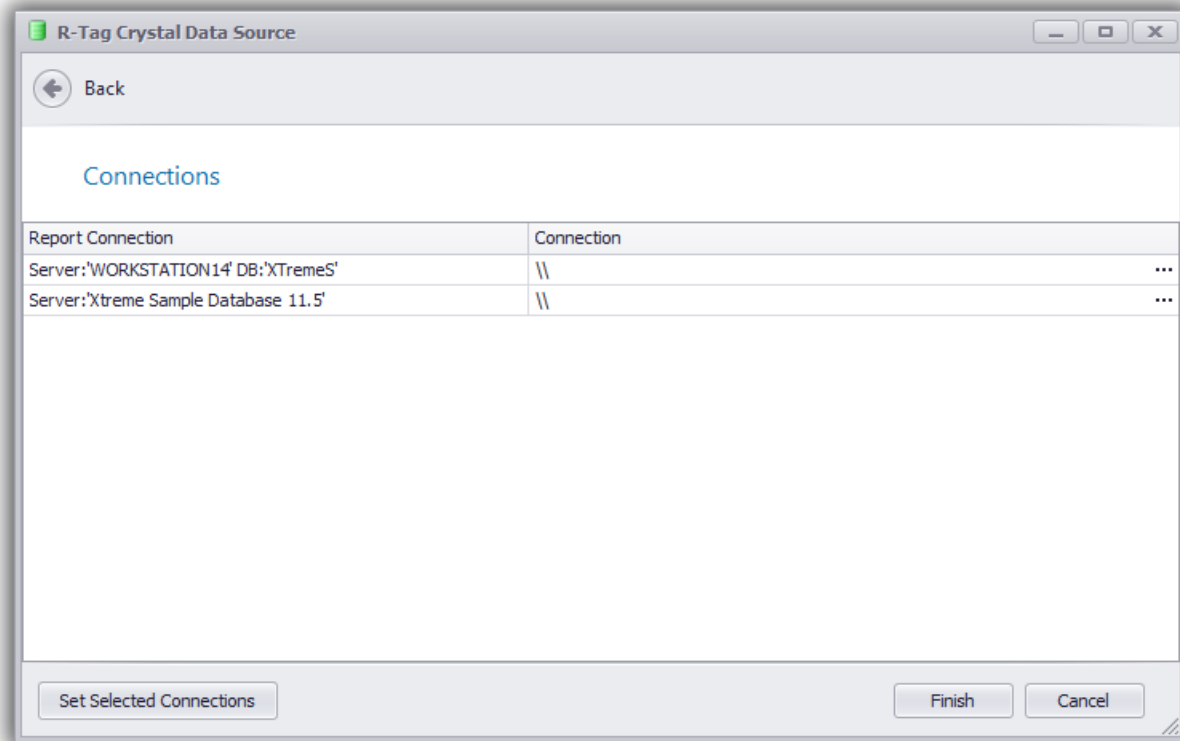 R-Tag Crystal Data Source
Back
Connections
Report Connection Connection
Server:'WORKSTATION14' DB:'XTremeS' \\ ...
Server:'Xtreme Sample Database 11.5' \\ ...
Set Selected Connections Finish Cancel